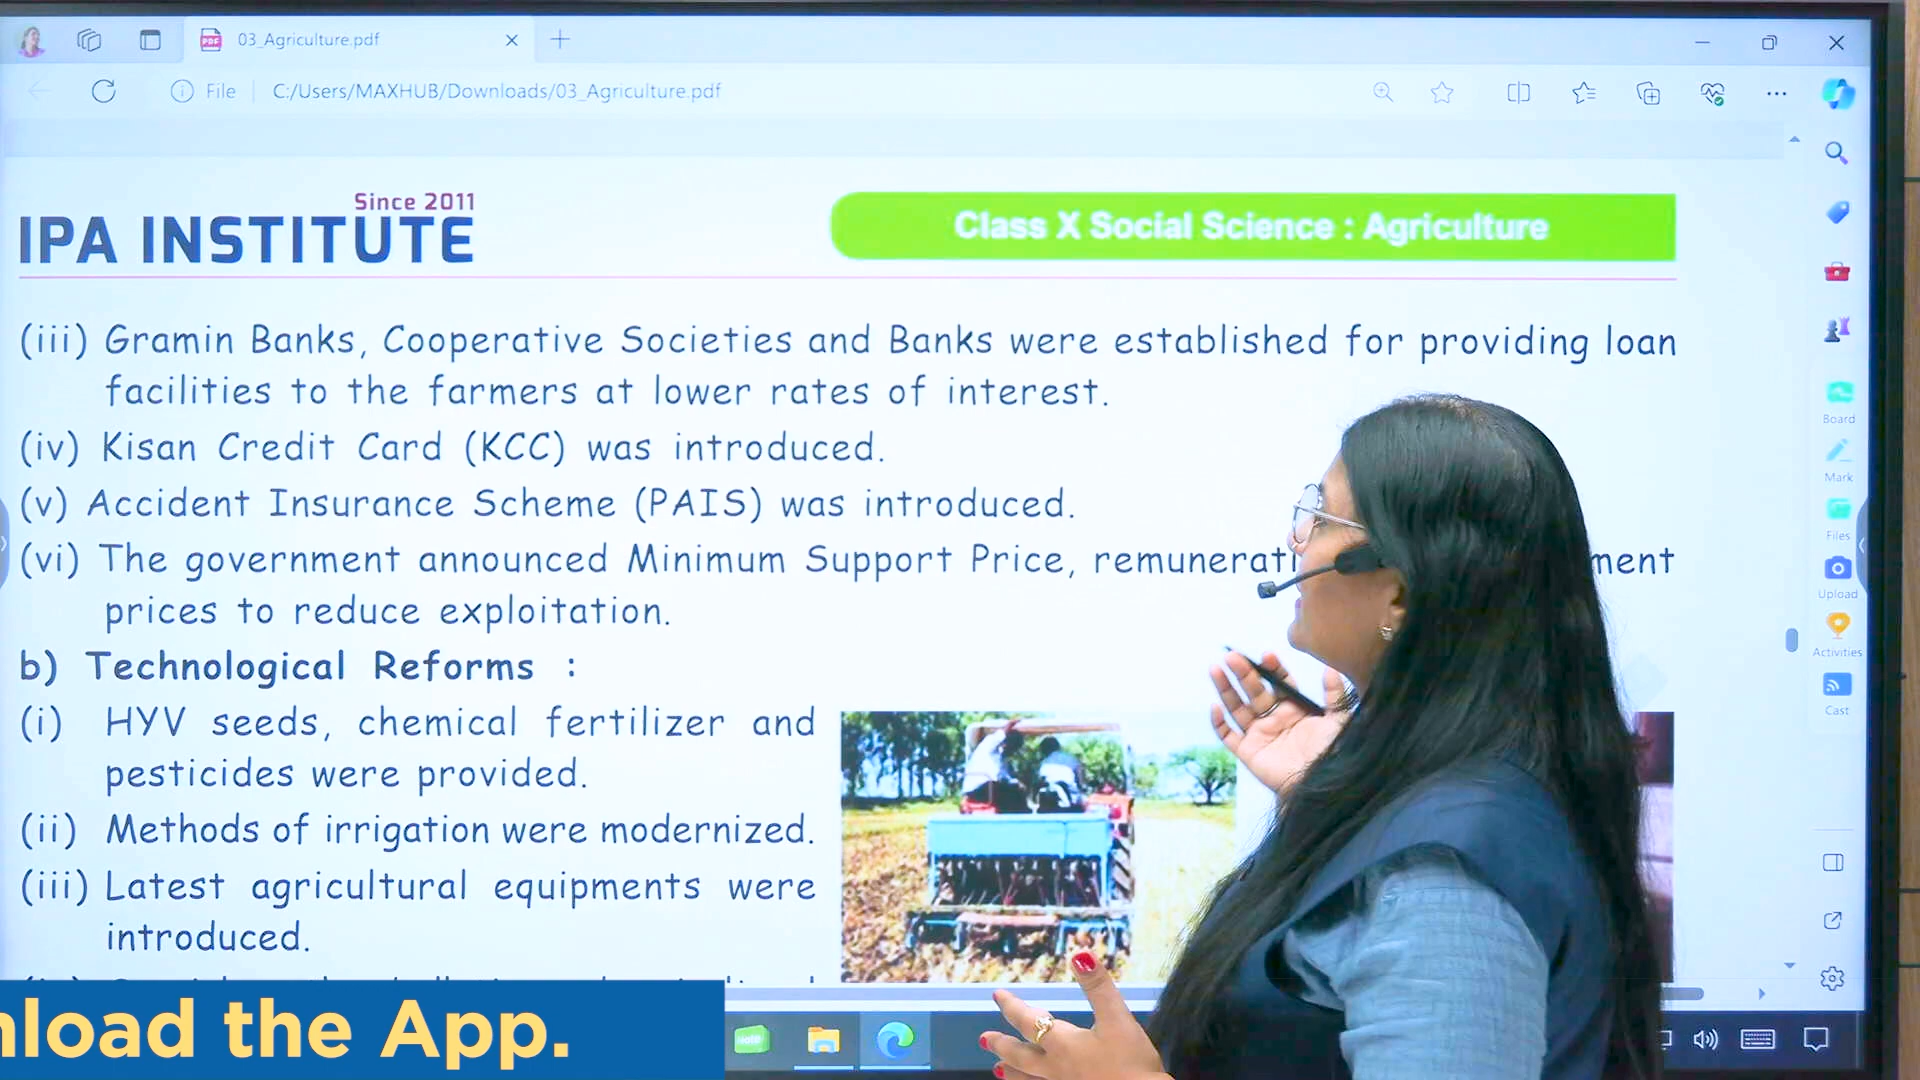 03_Agriculture.pdf
File
C:/Users/MAXHUB/Downloads/03_Agriculture.pdf
Since 2011
IPA INSTITUTE
Class X Social Science : Agriculture
(iii) Gramin Banks, Cooperative Societies and Banks were established for providing loan
facilities to the farmers at lower rates of interest.
(iv) Kisan Credit Card (KCC) was introduced.
(v) Accident Insurance Scheme (PAIS) was introduced.
(vi) The government announced Minimum Support Price,
prices to reduce exploitation.
b) Technological Reforms :
(i) HYV seeds, chemical fertilizer and
pesticides were provided.
(ii) Methods of irrigation were modernized.
(iii) Latest agricultural equipments were
introduced.
Board
Mark
Files
Upload
Activities
Cast
nload the App.